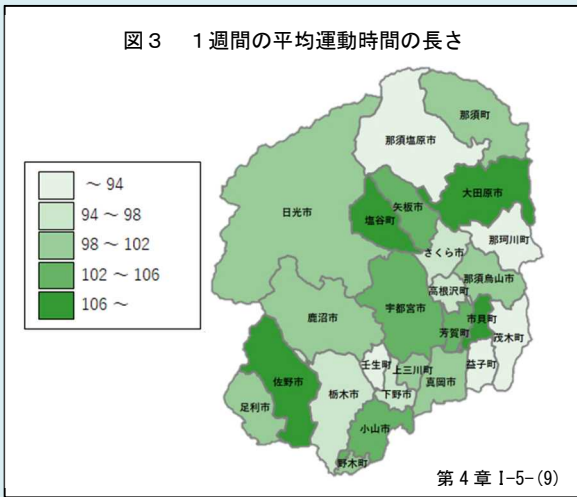 図３　１週間の平均運動時間の長さ
～ 94
94 ～ 98
98 ～ 102
102 ～ 106
106 ～
那須町
那須塩原市
大田原市
矢板市
塩谷町
日光市
那珂川町
さくら市
那須烏山市
高根沢町
宇都宮市
市貝町
芳賀町
茂木町
鹿沼市
益子町
壬生町
上三川町
真岡市
佐野市
栃木市
下野市
足利市
小山市
野木町
第４章 I-5-(9)